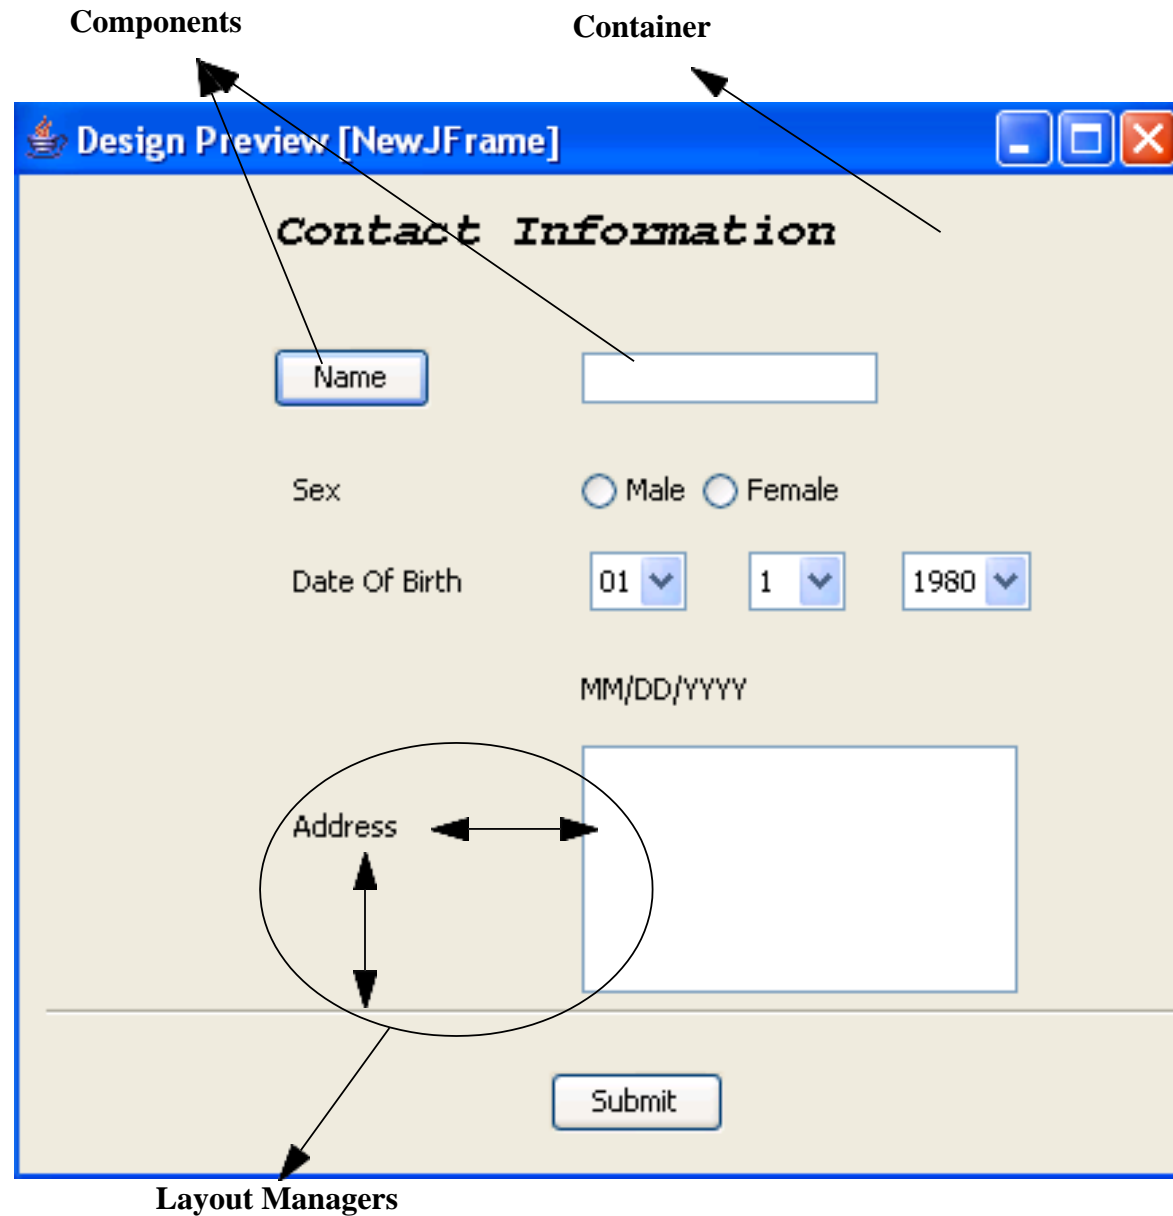 Components
Container
Design Preview [NewJFrame]
Contact Information
Name
Sex
Male Female
Date Of Birth
01 1 1980
MM/DD/YYYY
Address
Submit
Layout Managers